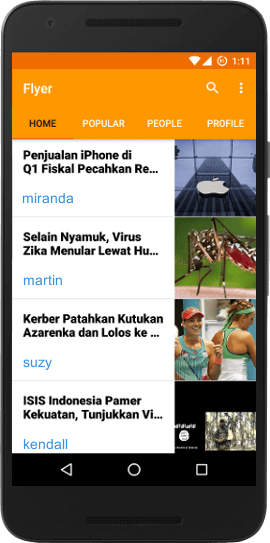 1:11
Flyer
HOME POPULAR PEOPLE PROFILE
Penjualan iPhone di
Q1 Fiskal Pecahkan Re...
miranda
Selain Nyamuk, Virus
Zika Menular Lewat Hu...
martin
Kerber Patahkan Kutukan
Azarenka dan Lolos ke ...
suzy
ISIS Indonesia Pamer
Kekuatan, Tunjukkan Vi...
kendall